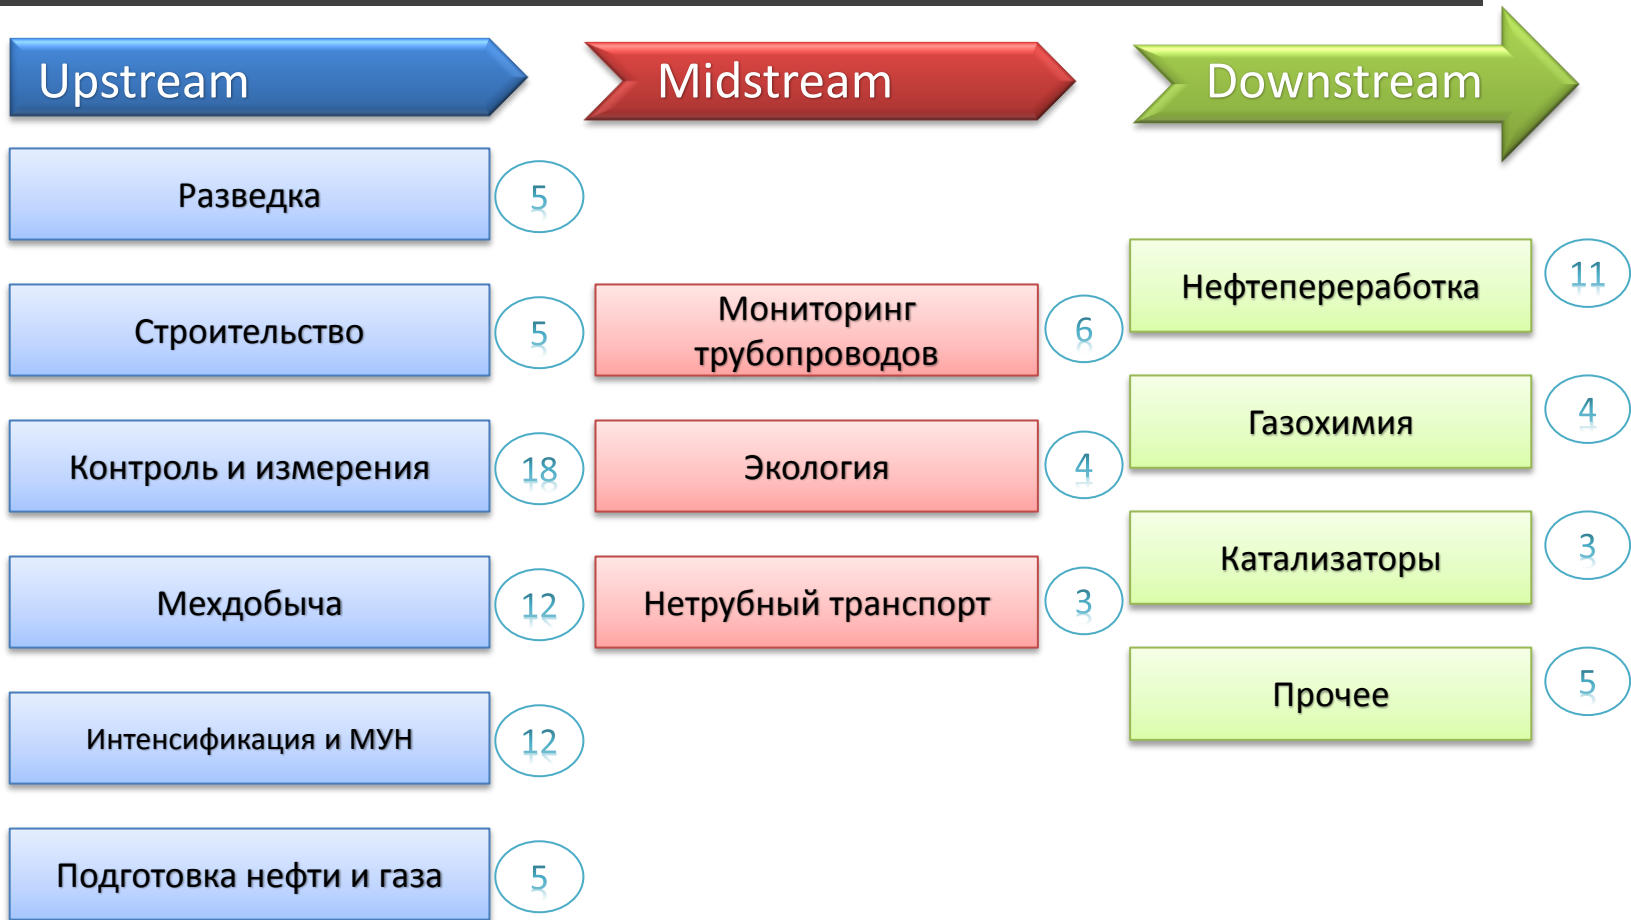 Upstream
Midstream
Downstream
Разведка
5
Строительство
5
Контроль и измерения
18
Мехдобыча
12
Интенсификация и МУН
12
Подготовка нефти и газа
5
Мониторинг
трубопроводов
6
Экология
4
Нетрубный транспорт
3
Нефтепереработка
11
Газохимия
4
Катализаторы
3
Прочее
5